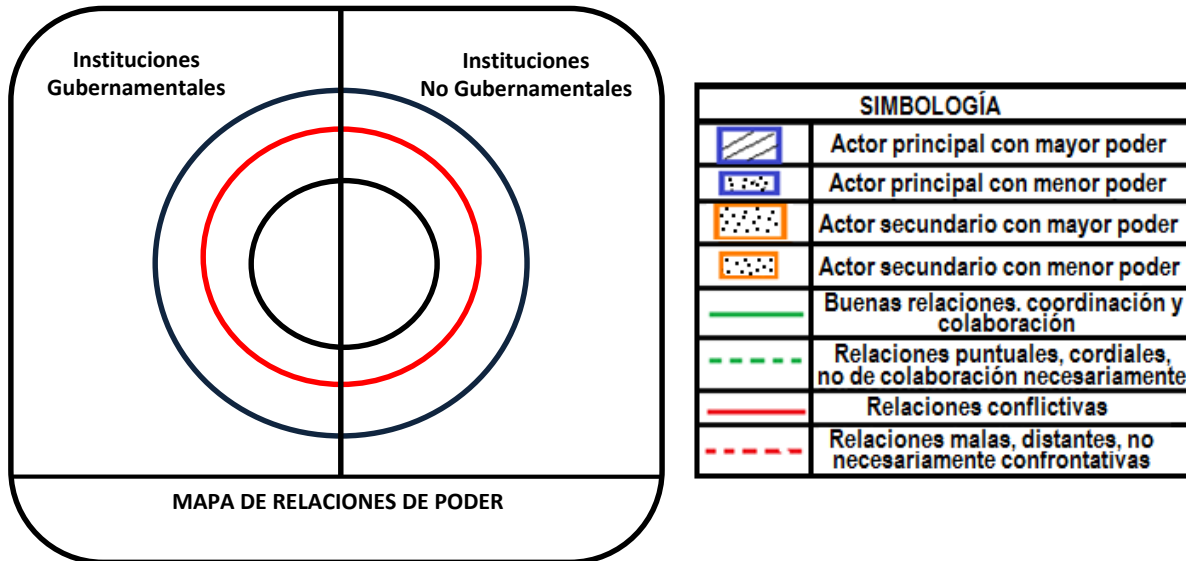 Instituciones
Gubernamentales
Instituciones
No Gubernamentales
MAPA DE RELACIONES DE PODER
SIMBOLOGÍA
Actor principal con mayor poder
Actor principal con menor poder
Actor secundario con mayor poder
Actor secundario con menor poder
Buenas relaciones. coordinación y
colaboración
Relaciones puntuales, cordiales,
no de colaboración necesariamente
Relaciones conflictivas
Relaciones malas, distantes, no
necesariamente confrontativas